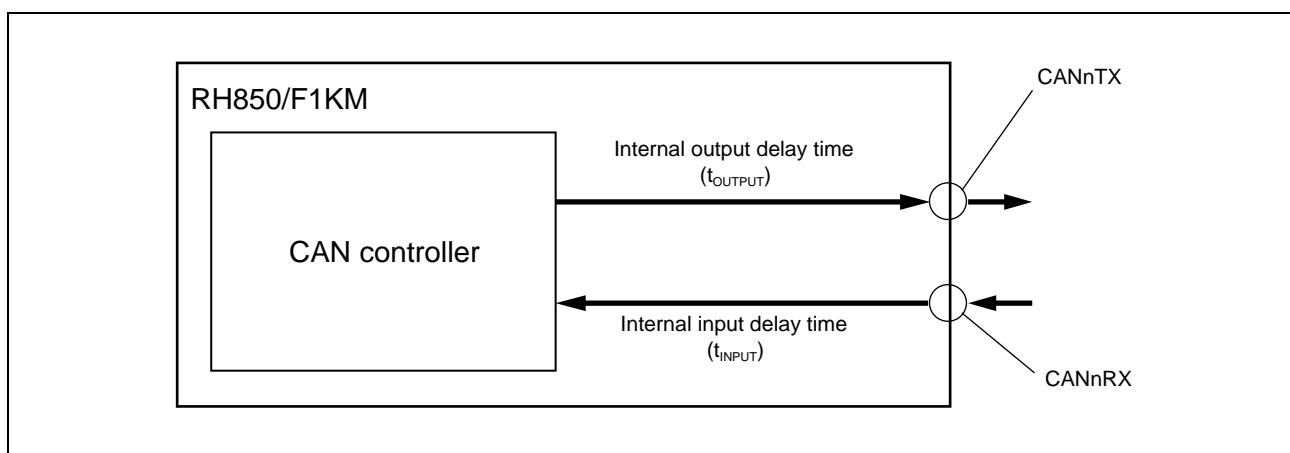 RH850/F1KM
CANnTX
Internal output delay time
(tOUTPUT)
CAN controller
Internal input delay time
(tINPUT)
CANnRX